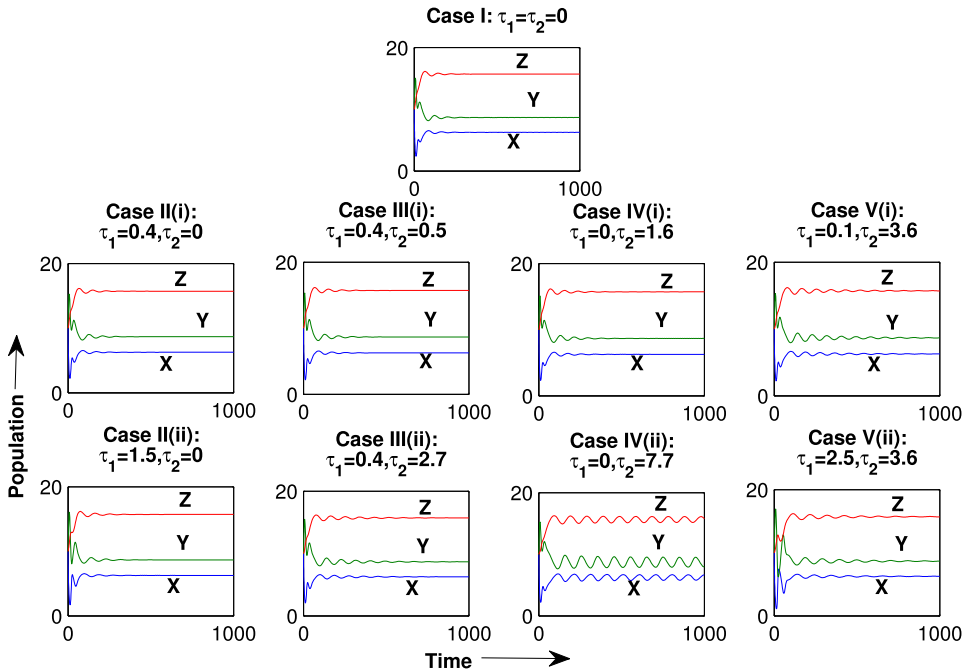 Case I: τ1=τ2=0
20
Z
Y
X
0
0 1000
Case II(i):
τ1=0.4,τ2=0
20
Z
Y
X
0
0 1000
Case III(i):
τ1=0.4,τ2=0.5
20
Z
Y
X
0
0 1000
Case IV(i):
τ1=0,τ2=1.6
20
Z
Y
X
0
0 1000
Case V(i):
τ1=0.1,τ2=3.6
20
Z
Y
X
0
0 1000
Case II(ii):
τ1=1.5,τ2=0
20
Z
Y
X
0
0 1000
Case III(ii):
τ1=0.4,τ2=2.7
20
Z
Y
X
0
0 1000
Case IV(ii):
τ1=0,τ2=7.7
20
Z
Y
X
0
0 1000
Case V(ii):
τ1=2.5,τ2=3.6
20
Z
Y
X
0
0 1000
Population
Time